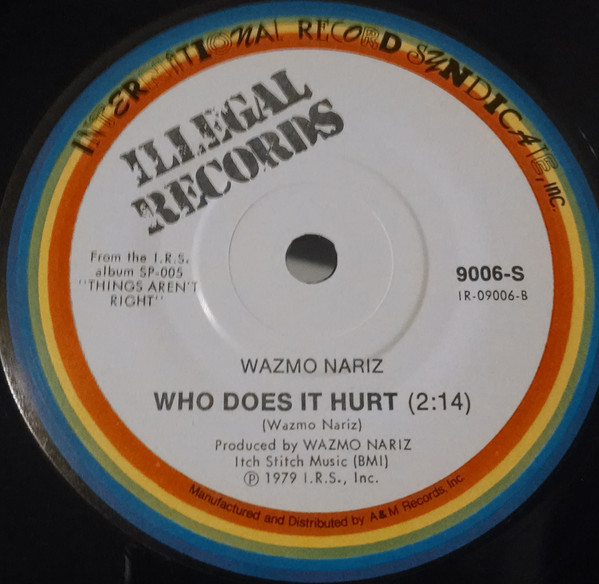 INTERNATIONAL RECORD SYNDICATE, INC.
ILLEGAL
RECORDS
From the I.R.S.
album SP-005
"THINGS AREN'T
RIGHT"
9006-S
IR-09006-B
WAZMO NARIZ
WHO DOES IT HURT (2:14)
(Wazmo Nariz)
Produced by WAZMO NARIZ
Itch Stitch Music (BMI)
Ⓟ 1979 I.R.S., Inc.
Manufactured and Distributed by A&M Records, Inc.